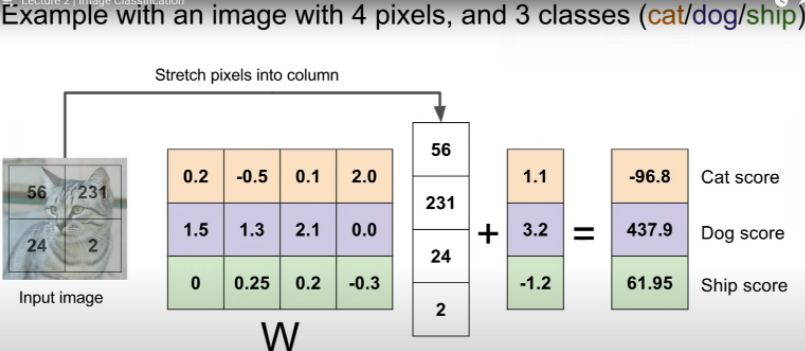 Lecture 2 | Image Classification
Example with an image with 4 pixels, and 3 classes (cat/dog/ship)
Stretch pixels into column
56 231
24 2
Input image
0.2 -0.5 0.1 2.0
1.5 1.3 2.1 0.0
0 0.25 0.2 -0.3
W
56
231
24
2
+
1.1
3.2
-1.2
=
-96.8 Cat score
437.9 Dog score
61.95 Ship score